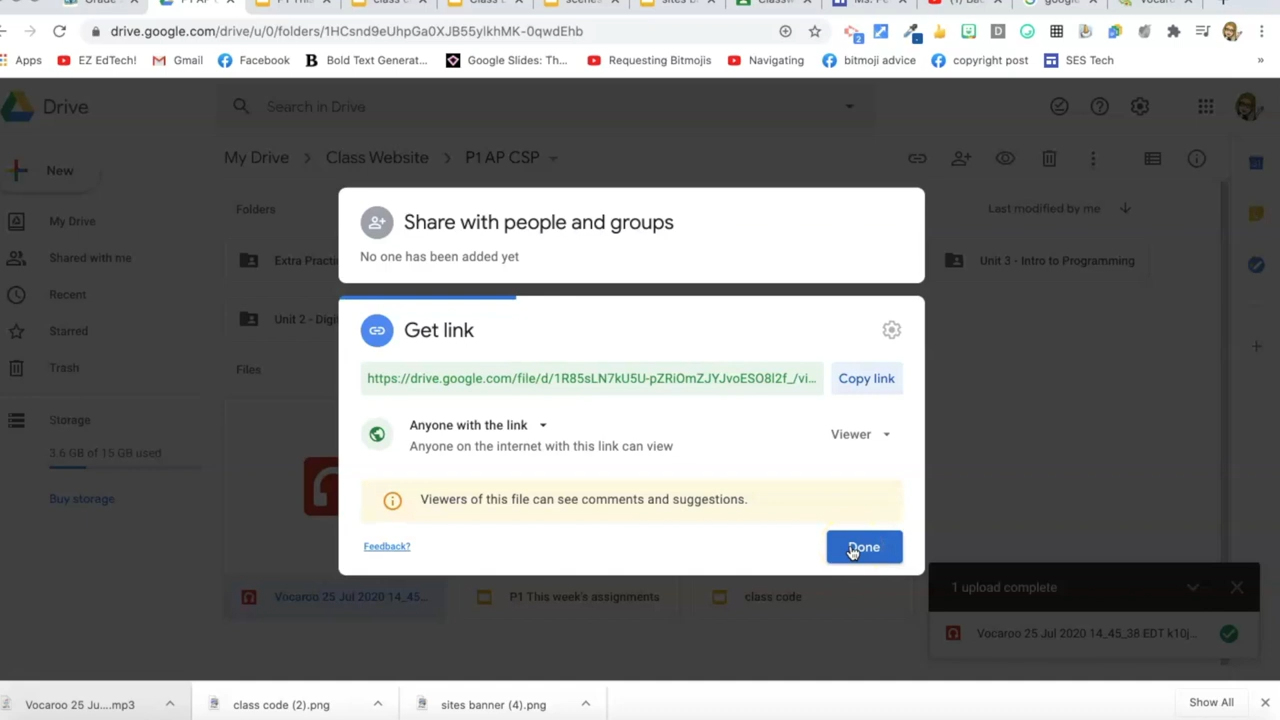 drive.google.com/drive/u/0/folders/1HCsnd9eUhpGa0XJB55ylkhMK-0qwdEhb
Apps
EZ EdTech!
Gmail
Facebook
Bold Text Generat...
Google Slides: Th...
Requesting Bitmojis
Navigating
bitmoji advice
copyright post
SES Tech
»
Drive
Search in Drive
New
My Drive > Class Website > P1 AP CSP
My Drive
Shared with me
Recent
Starred
Trash
Storage
3.6 GB of 15 GB used
Buy storage
Folders
Last modified by me
Extra Practi
Unit 3 - Intro to Programming
Unit 2 - Digi
Files
Share with people and groups
No one has been added yet
Get link
https://drive.google.com/file/d/1R85sLN7kU5U-pZRiOmZJYJvoESO8l2f_/vi...
Copy link
Anyone with the link
Anyone on the internet with this link can view
Viewer
Viewers of this file can see comments and suggestions.
Feedback?
Done
Vocaroo 25 Jul 2020 14_45...
P1 This week's assignments
class code
1 upload complete
Vocaroo 25 Jul 2020 14_45_38 EDT k10j...
Vocaroo 25 Ju....mp3
class code (2).png
sites banner (4).png
Show All